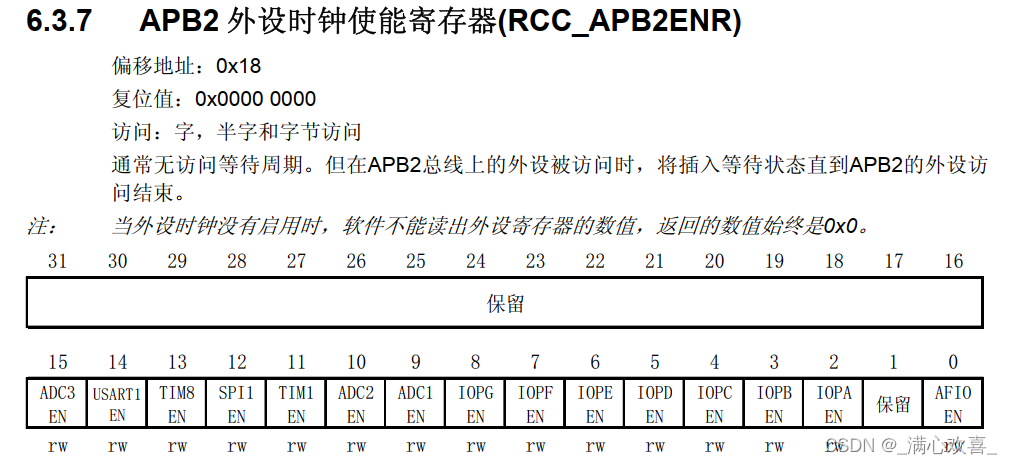 6.3.7 APB2 外设时钟使能寄存器(RCC_APB2ENR)
偏移地址：0x18
复位值：0x0000 0000
访问：字，半字和字节访问
通常无访问等待周期。但在APB2总线上的外设被访问时，将插入等待状态直到APB2的外设访
问结束。
注： 当外设时钟没有启用时，软件不能读出外设寄存器的数值，返回的数值始终是0x0。
31 30 29 28 27 26 25 24 23 22 21 20 19 18 17 16
保留
15 14 13 12 11 10 9 8 7 6 5 4 3 2 1 0
ADC3 USART1 TIM8 SPI1 TIM1 ADC2 ADC1 IOPG IOPF IOPE IOPD IOPC IOPB IOPA 保留 AFIO
EN EN EN EN EN EN EN EN EN EN EN EN EN EN EN
rw rw rw rw rw rw rw rw rw rw rw rw rw rw rw
CSDN @_满心欢喜_